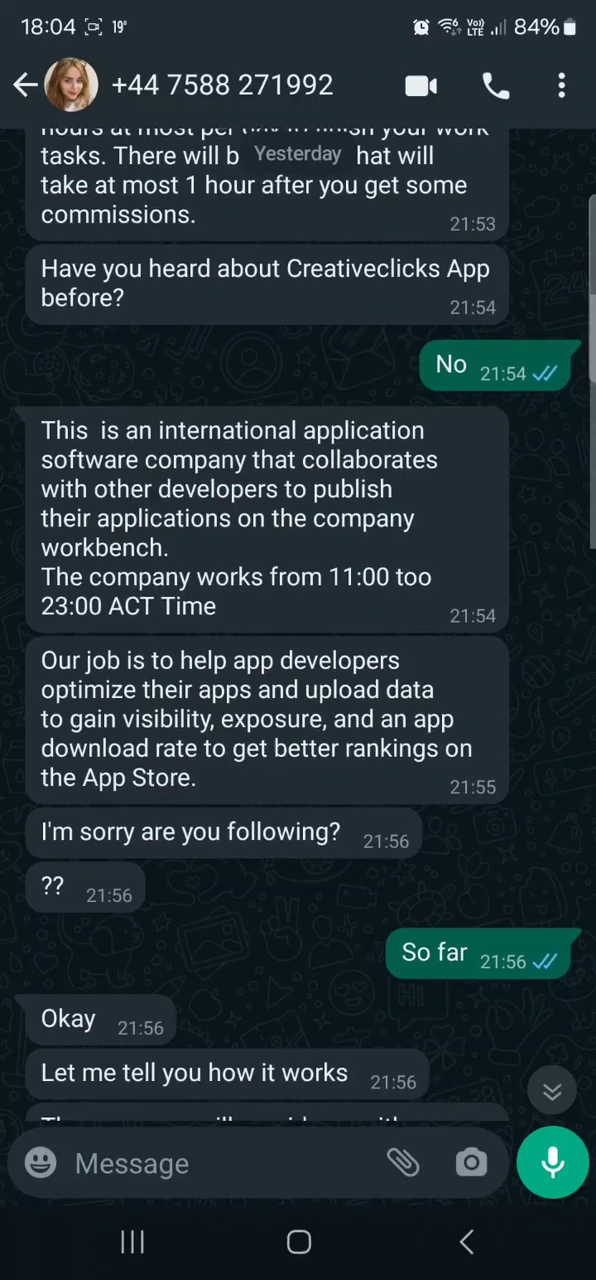 18:04 19° Vo)) LTE 84%
+44 7588 271992
tasks. There will b Yesterday hat will
take at most 1 hour after you get some
commissions. 21:53
Have you heard about Creativeclicks App
before? 21:54
No 21:54
This is an international application
software company that collaborates
with other developers to publish
their applications on the company
workbench.
The company works from 11:00 too
23:00 ACT Time 21:54
Our job is to help app developers
optimize their apps and upload data
to gain visibility, exposure, and an app
download rate to get better rankings on
the App Store. 21:55
I'm sorry are you following? 21:56
?? 21:56
So far 21:56
Okay 21:56
Let me tell you how it works 21:56
Message